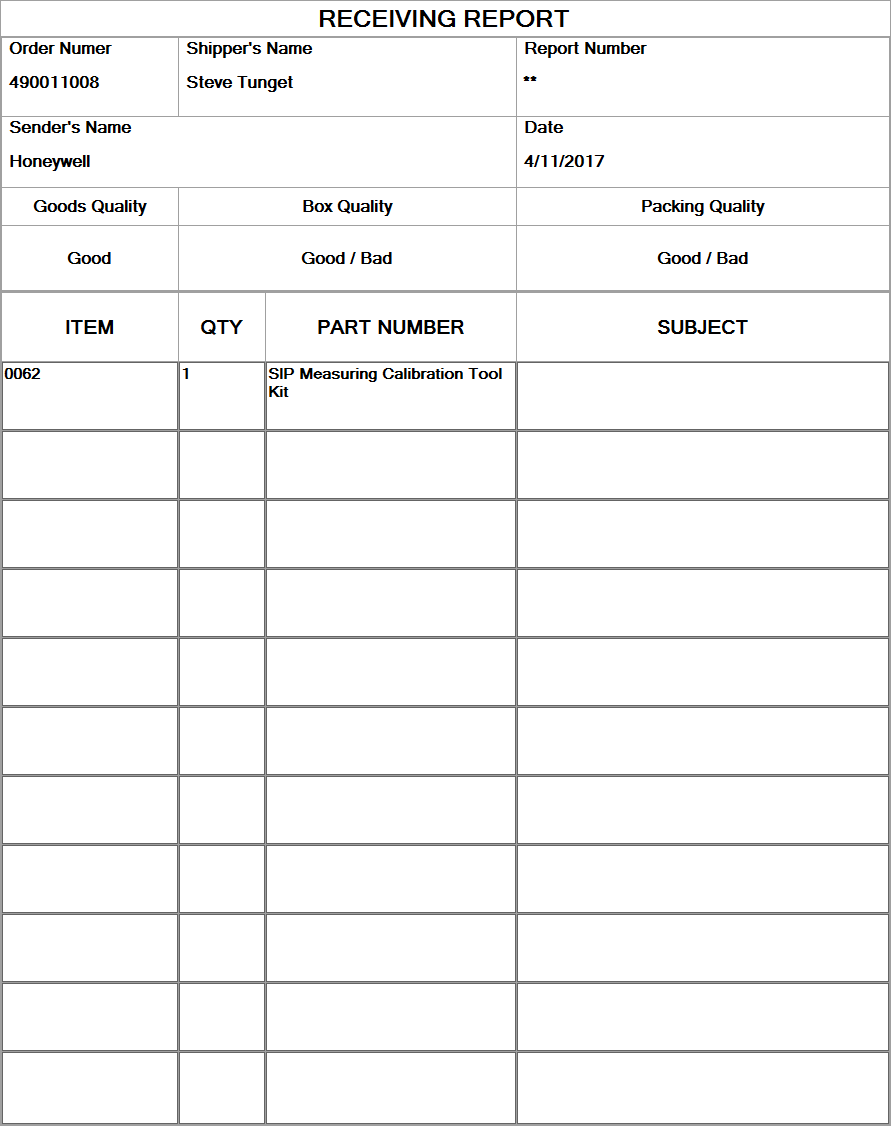 RECEIVING REPORT
Order Numer
Shipper's Name
Report Number
490011008
Steve Tunget
**
Sender's Name
Date
Honeywell
4/11/2017
Goods Quality
Box Quality
Packing Quality
Good
Good / Bad
Good / Bad
ITEM
QTY
PART NUMBER
SUBJECT
0062
1
SIP Measuring Calibration Tool
Kit